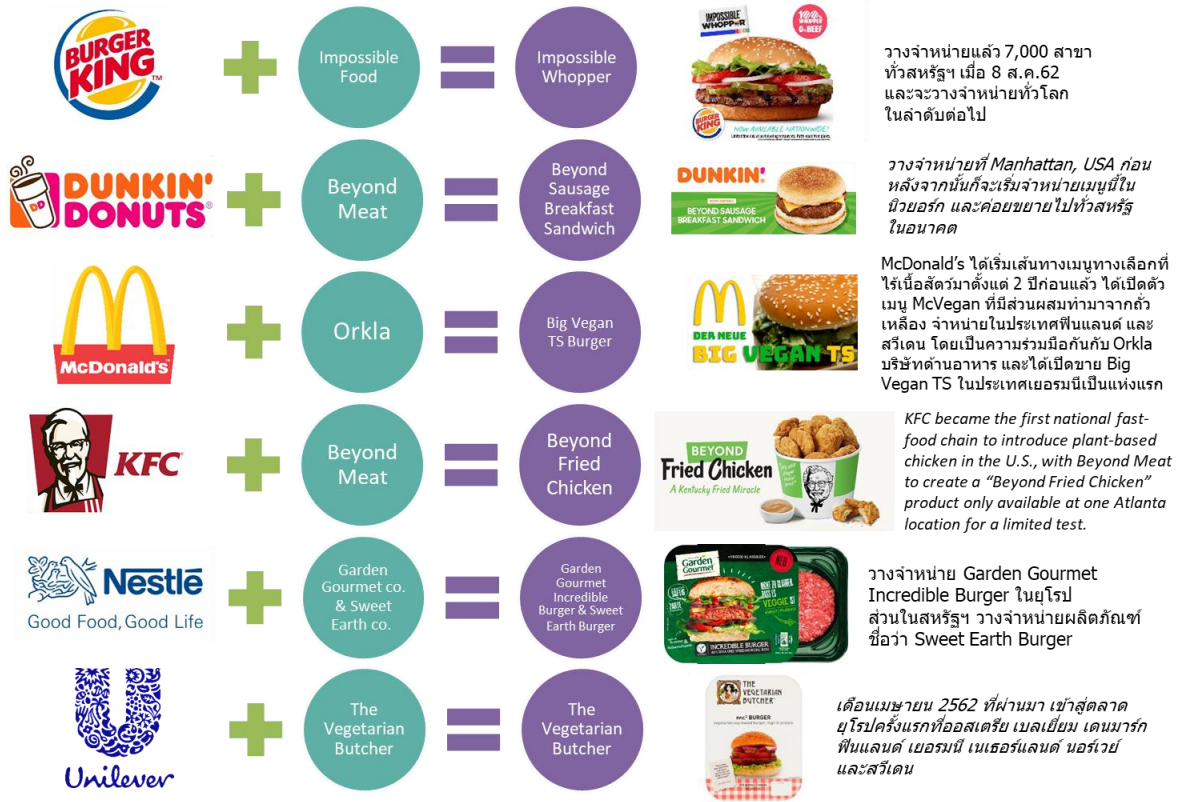 BURGER
KING
TM
Impossible
Food
Impossible
Whopper
IMPOSSIBLE
WHOPPER
100%
WHOPPER
0% BEEF
BURGER
KING
NOW AVAILABLE NATIONWIDE!
วางจำหน่ายแล้ว 7,000 สาขา
ทั่วสหรัฐฯ เมื่อ 8 ส.ค.62
และจะวางจำหน่ายทั่วโลก
ในลำดับต่อไป
DD
DUNKIN'
DONUTS®
Beyond
Meat
Beyond
Sausage
Breakfast
Sandwich
DUNKIN'
BEYOND SAUSAGE
BREAKFAST SANDWICH
วางจำหน่ายที่ Manhattan, USA ก่อน
หลังจากนั้นก็จะเริ่มจำหน่ายเมนูนี้ใน
นิวยอร์ก และค่อยขยายไปทั่วสหรัฐ
ในอนาคต
McDonald's
Orkla
Big Vegan
TS Burger
DER NEUE
BIG VEGAN TS
McDonald's ได้เริ่มเส้นทางเมนูทางเลือกที่
ไร้เนื้อสัตว์มาตั้งแต่ 2 ปีก่อนแล้ว ได้เปิดตัว
เมนู McVegan ที่มีส่วนผสมทำมาจากถั่ว
เหลือง จำหน่ายในประเทศฟินแลนด์ และ
สวีเดน โดยเป็นความร่วมมือกันกับ Orkla
บริษัทด้านอาหาร และได้เปิดขาย Big
Vegan TS ในประเทศเยอรมนีเป็นแห่งแรก
KFC
Beyond
Meat
Beyond
Fried
Chicken
BEYOND
Fried Chicken
A Kentucky Fried Miracle
KFC became the first national fast-
food chain to introduce plant-based
chicken in the U.S., with Beyond Meat
to create a “Beyond Fried Chicken”
product only available at one Atlanta
location for a limited test.
Nestlé
Good Food, Good Life
Garden
Gourmet co.
& Sweet
Earth co.
Garden
Gourmet
Incredible
Burger & Sweet
Earth Burger
Garden
Gourmet
NEU
VEGGIE
INCREDIBLE BURGER
วางจำหน่าย Garden Gourmet
Incredible Burger ในยุโรป
ส่วนในสหรัฐฯ วางจำหน่ายผลิตภัณฑ์
ชื่อว่า Sweet Earth Burger
Unilever
The
Vegetarian
Butcher
The
Vegetarian
Butcher
THE
VEGETARIAN
BUTCHER
mc² BURGER
เดือนเมษายน 2562 ที่ผ่านมา เข้าสู่ตลาด
ยุโรปครั้งแรกที่ออสเตรีย เบลเยี่ยม เดนมาร์ก
ฟินแลนด์ เยอรมนี เนเธอร์แลนด์ นอร์เวย์
และสวีเดน